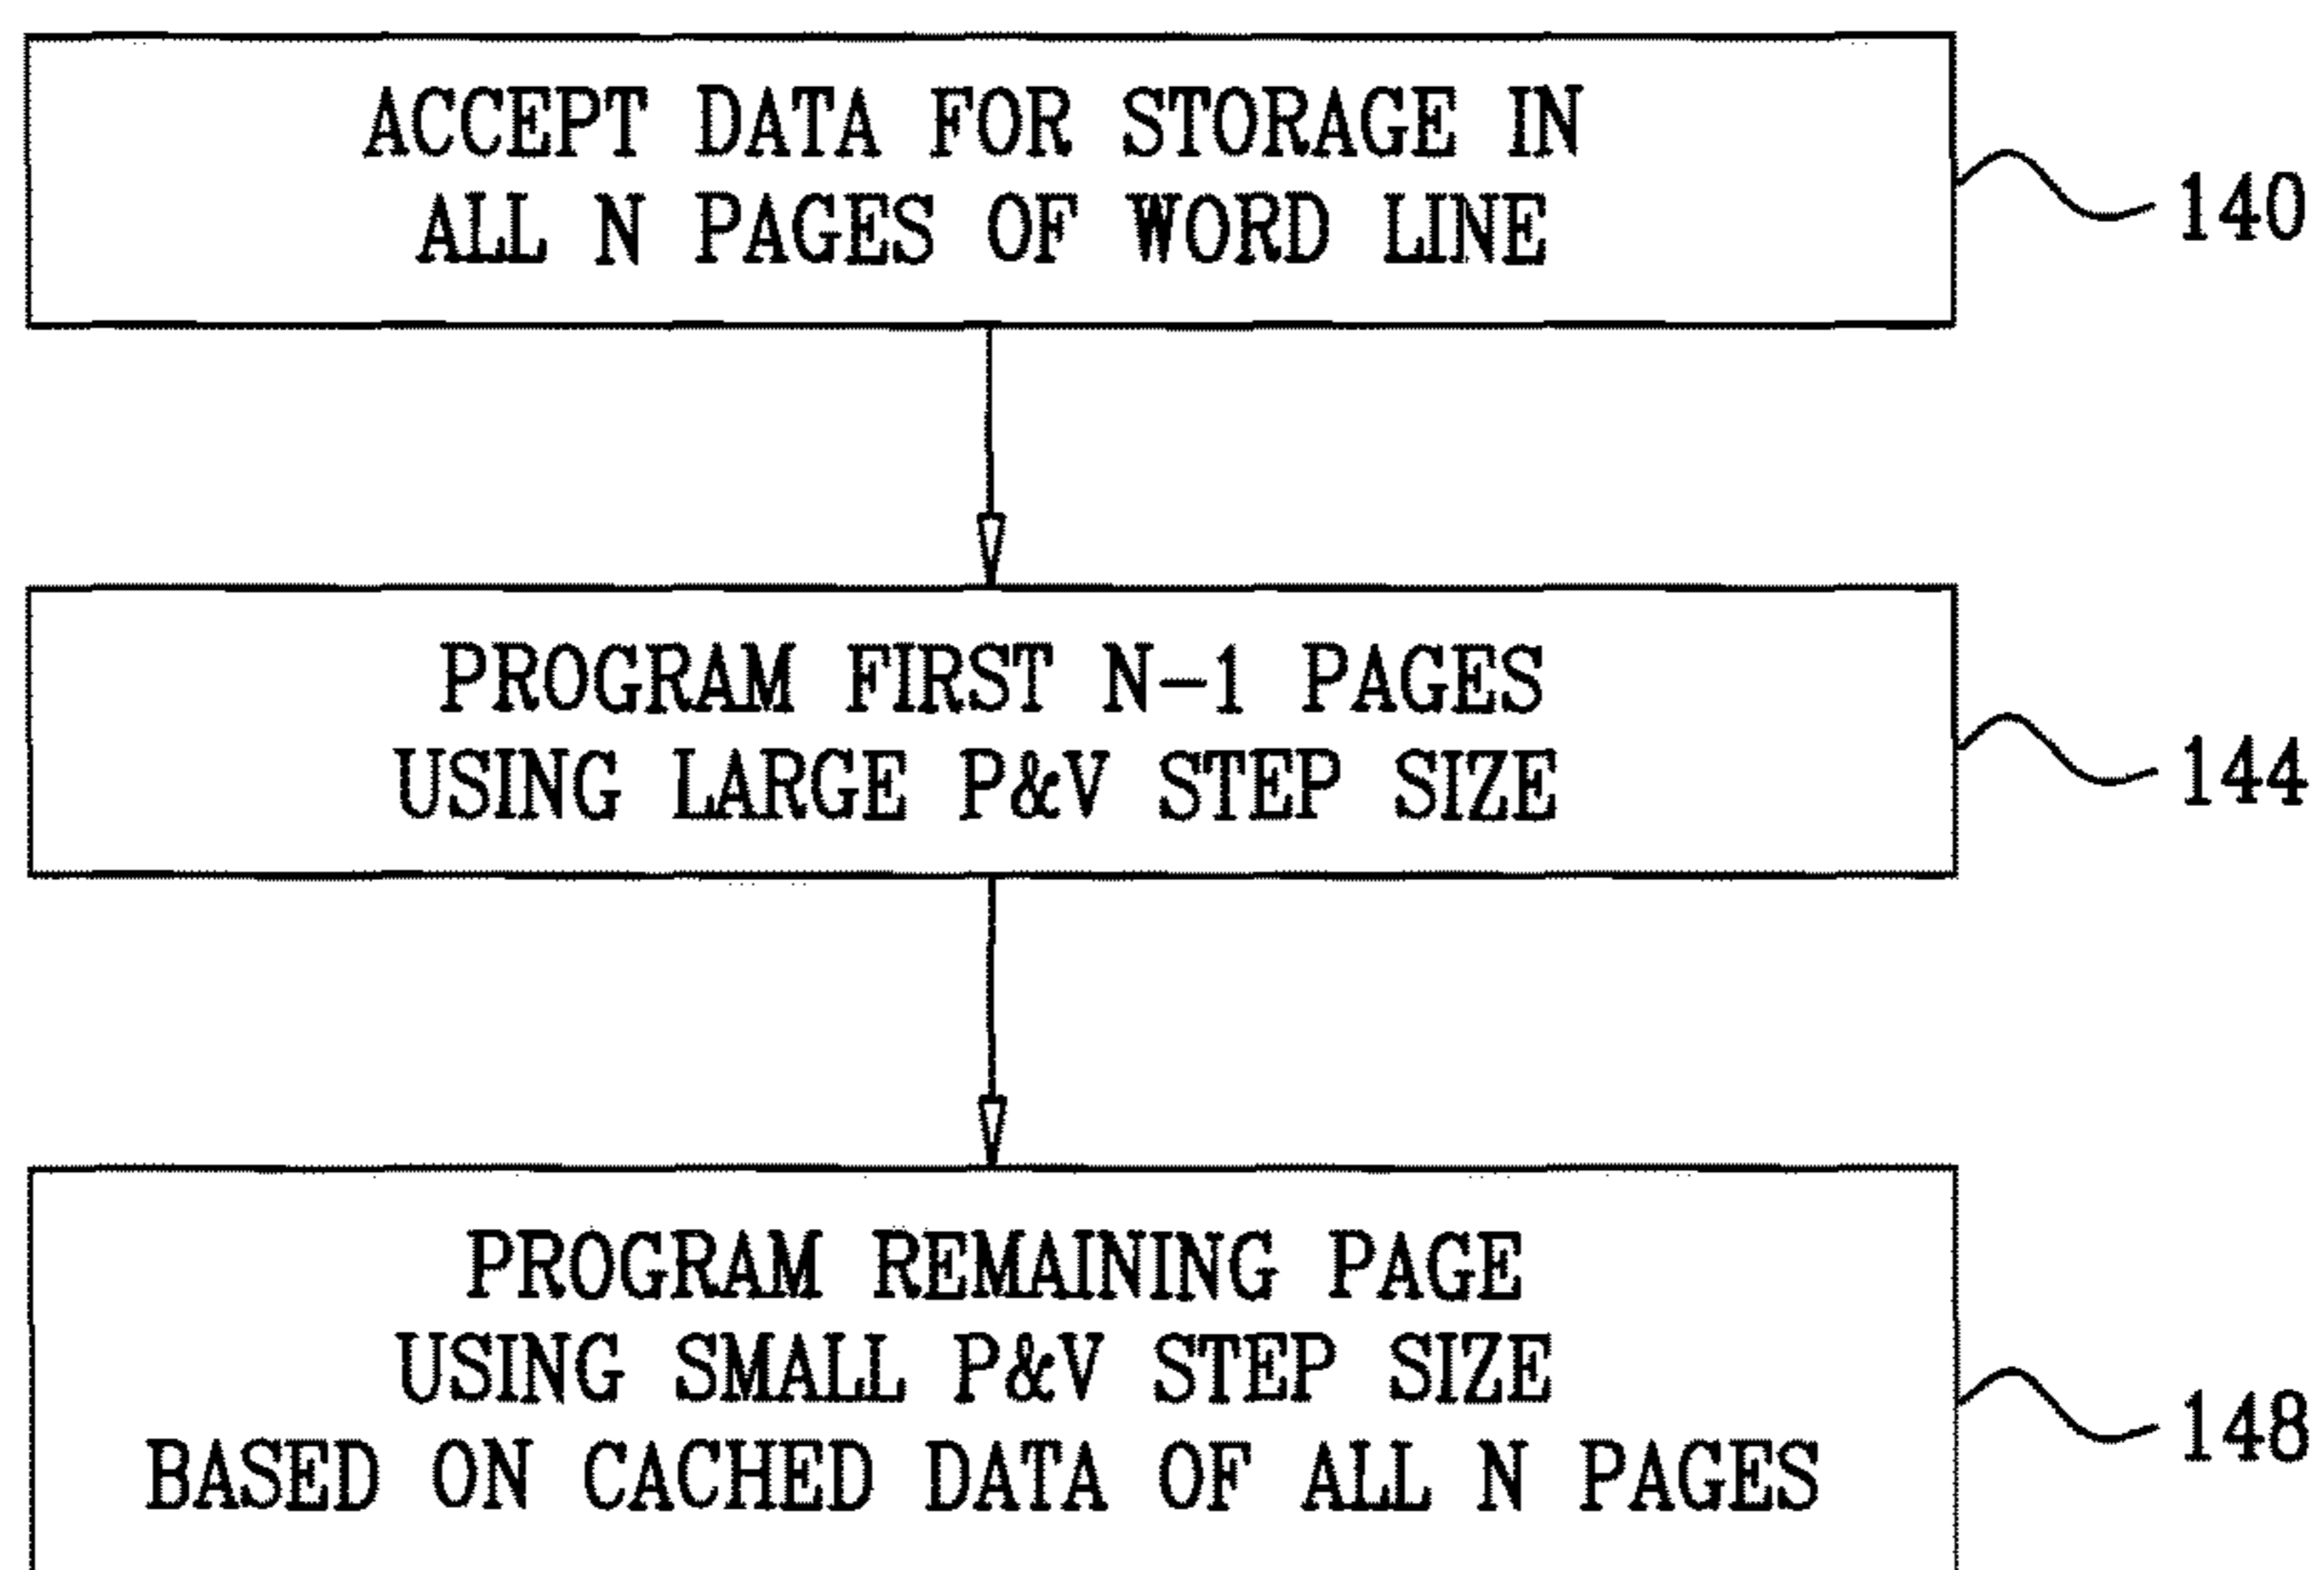 ACCEPT DATA FOR STORAGE IN
ALL N PAGES OF WORD LINE
140
PROGRAM FIRST N-1 PAGES
USING LARGE P&V STEP SIZE
144
PROGRAM REMAINING PAGE
USING SMALL P&V STEP SIZE
BASED ON CACHED DATA OF ALL N PAGES
148